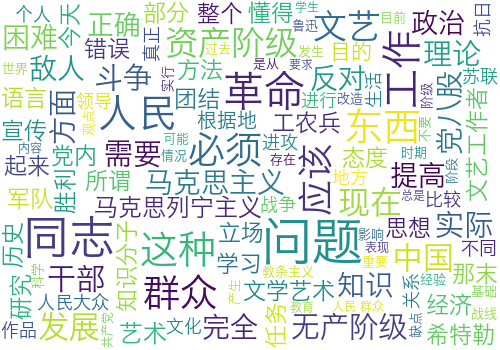 个人
今天
困难
正确
部分
整个
懂得
学生
鲁迅
目前
天
错误
真正
资产阶级
过去
文艺
发生
目的
政治
抗日
敌人
斗争
方法
世界
是从
要求
工作
理论
语言
方面
领导
观点
团结
实行
革命
反对
进行
改造
生活
阶级
苏联
宣传
人民
根据地
工农兵
东西
不要
党八股
文艺工作者
起来
党内
需要
内容
可能
情况
必须
进攻
存在
应该
态度
时期
阶段
胜利
所谓
马克思主义
地方
总是
提高
军队
马克思列宁主义
战争
现在
比较
历史
同志
这种
立场
问题
影响
表现
思想
实际
不同
研究
干部
知识分子
学习
教条主义
重要
中国
那末
科学
群众
产生
文学艺术
知识
经验
基础
人民大众
关系
发展
共产党
任务
教育
人民 群众
经济
战线
作品
艺术
文化
完全
无产阶级
缺点
希特勒